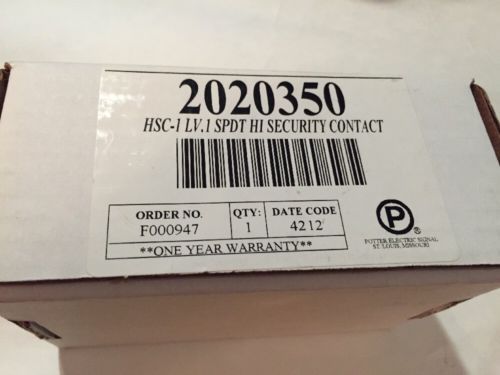 2020350
HSC-1 LV.1 SPDT HI SECURITY CONTACT
ORDER NO. QTY: DATE CODE
F000947 1 4212
**ONE YEAR WARRANTY**
P ®
POTTER ELECTRIC SIGNAL
ST. LOUIS, MISSOURI